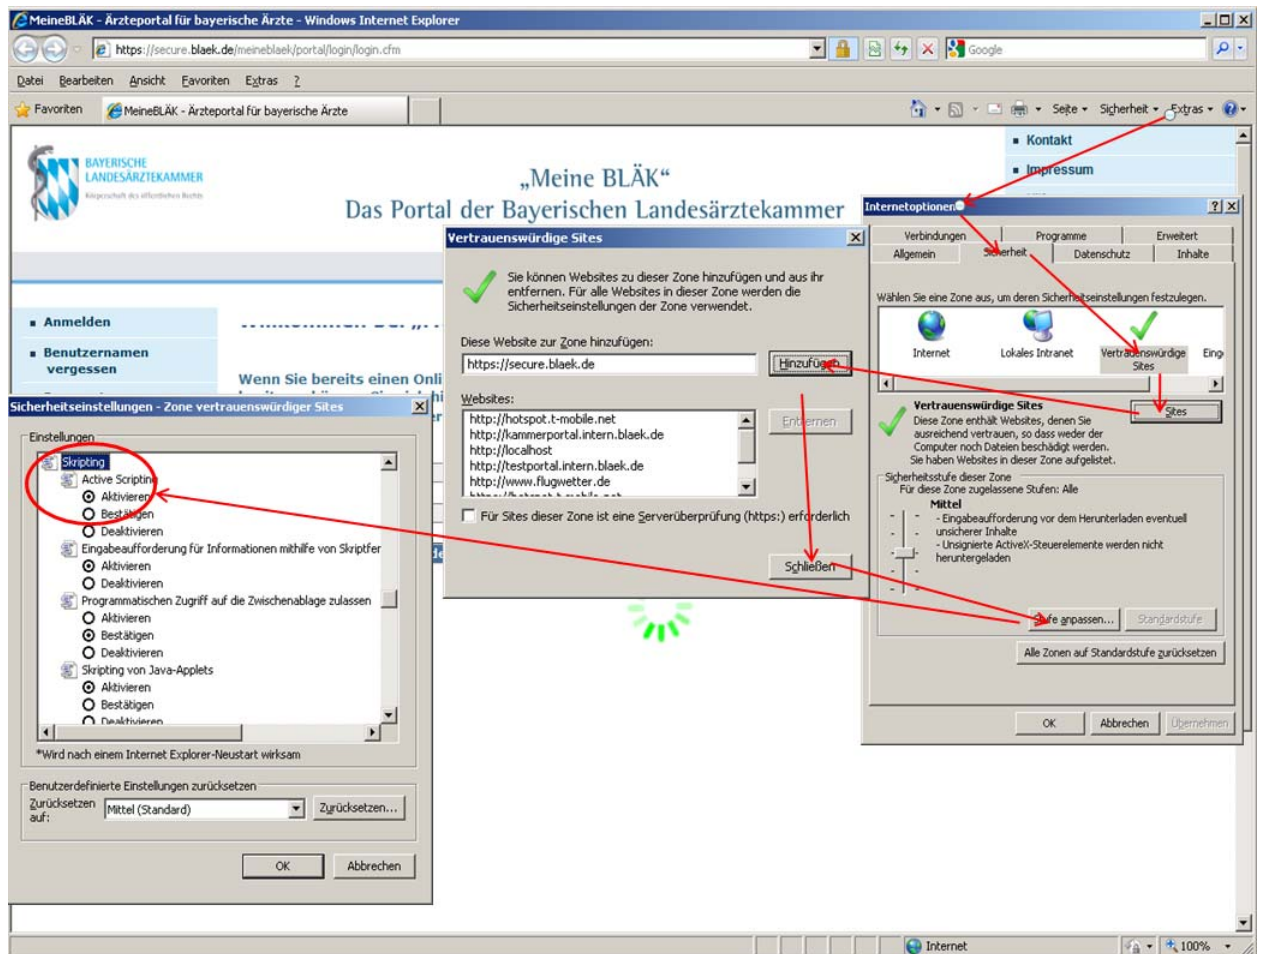 MeineBLÄK - Ärzteportal für bayerische Ärzte - Windows Internet Explorer
https://secure.blaek.de/meineblaek/portal/login/login.cfm
Google
Datei Bearbeiten Ansicht Favoriten Extras ?
Favoriten
MeineBLÄK - Ärzteportal für bayerische Ärzte
Seite Sicherheit Extras
BAYERISCHE
LANDESÄRZTEKAMMER
Körperschaft des öffentlichen Rechts
„Meine BLÄK“
Das Portal der Bayerischen Landesärztekammer
Kontakt
Impressum
Anmelden
Benutzernamen
vergessen
Wenn Sie bereits einen Onli
Internetoptionen
Verbindungen Programme Erweitert
Allgemein Sicherheit Datenschutz Inhalte
Wählen Sie eine Zone aus, um deren Sicherheitseinstellungen festzulegen.
Internet
Lokales Intranet
Vertrauenswürdige
Sites
Eing
Vertrauenswürdige Sites
Diese Zone enthält Websites, denen Sie
ausreichend vertrauen, so dass weder der
Computer noch Dateien beschädigt werden.
Sie haben Websites in dieser Zone aufgelistet.
Sites
Sicherheitsstufe dieser Zone
Für diese Zone zugelassene Stufen: Alle
Mittel
- Eingabeaufforderung vor dem Herunterladen eventuell
unsicherer Inhalte
- Unsignierte ActiveX-Steuerelemente werden nicht
heruntergeladen
Stufe anpassen... Standardstufe
Alle Zonen auf Standardstufe zurücksetzen
OK Abbrechen Übernehmen
Vertrauenswürdige Sites
Sie können Websites zu dieser Zone hinzufügen und aus ihr
entfernen. Für alle Websites in dieser Zone werden die
Sicherheitseinstellungen der Zone verwendet.
Diese Website zur Zone hinzufügen:
https://secure.blaek.de
Hinzufügen
Websites:
http://hotspot.t-mobile.net
http://kammerportal.intern.blaek.de
http://localhost
http://testportal.intern.blaek.de
http://www.flugwetter.de
Entfernen
Für Sites dieser Zone ist eine Serverüberprüfung (https:) erforderlich
Schließen
Sicherheitseinstellungen - Zone vertrauenswürdiger Sites
Einstellungen
Skripting
Active Scripting
Aktivieren
Bestätigen
Deaktivieren
Eingabeaufforderung für Informationen mithilfe von Skriptfer
Aktivieren
Deaktivieren
Programmatischen Zugriff auf die Zwischenablage zulassen
Aktivieren
Bestätigen
Deaktivieren
Skripting von Java-Applets
Aktivieren
Bestätigen
Deaktivieren
*Wird nach einem Internet Explorer-Neustart wirksam
Benutzerdefinierte Einstellungen zurücksetzen
Zurücksetzen
auf:
Mittel (Standard)
Zurücksetzen...
OK Abbrechen
Internet
100%